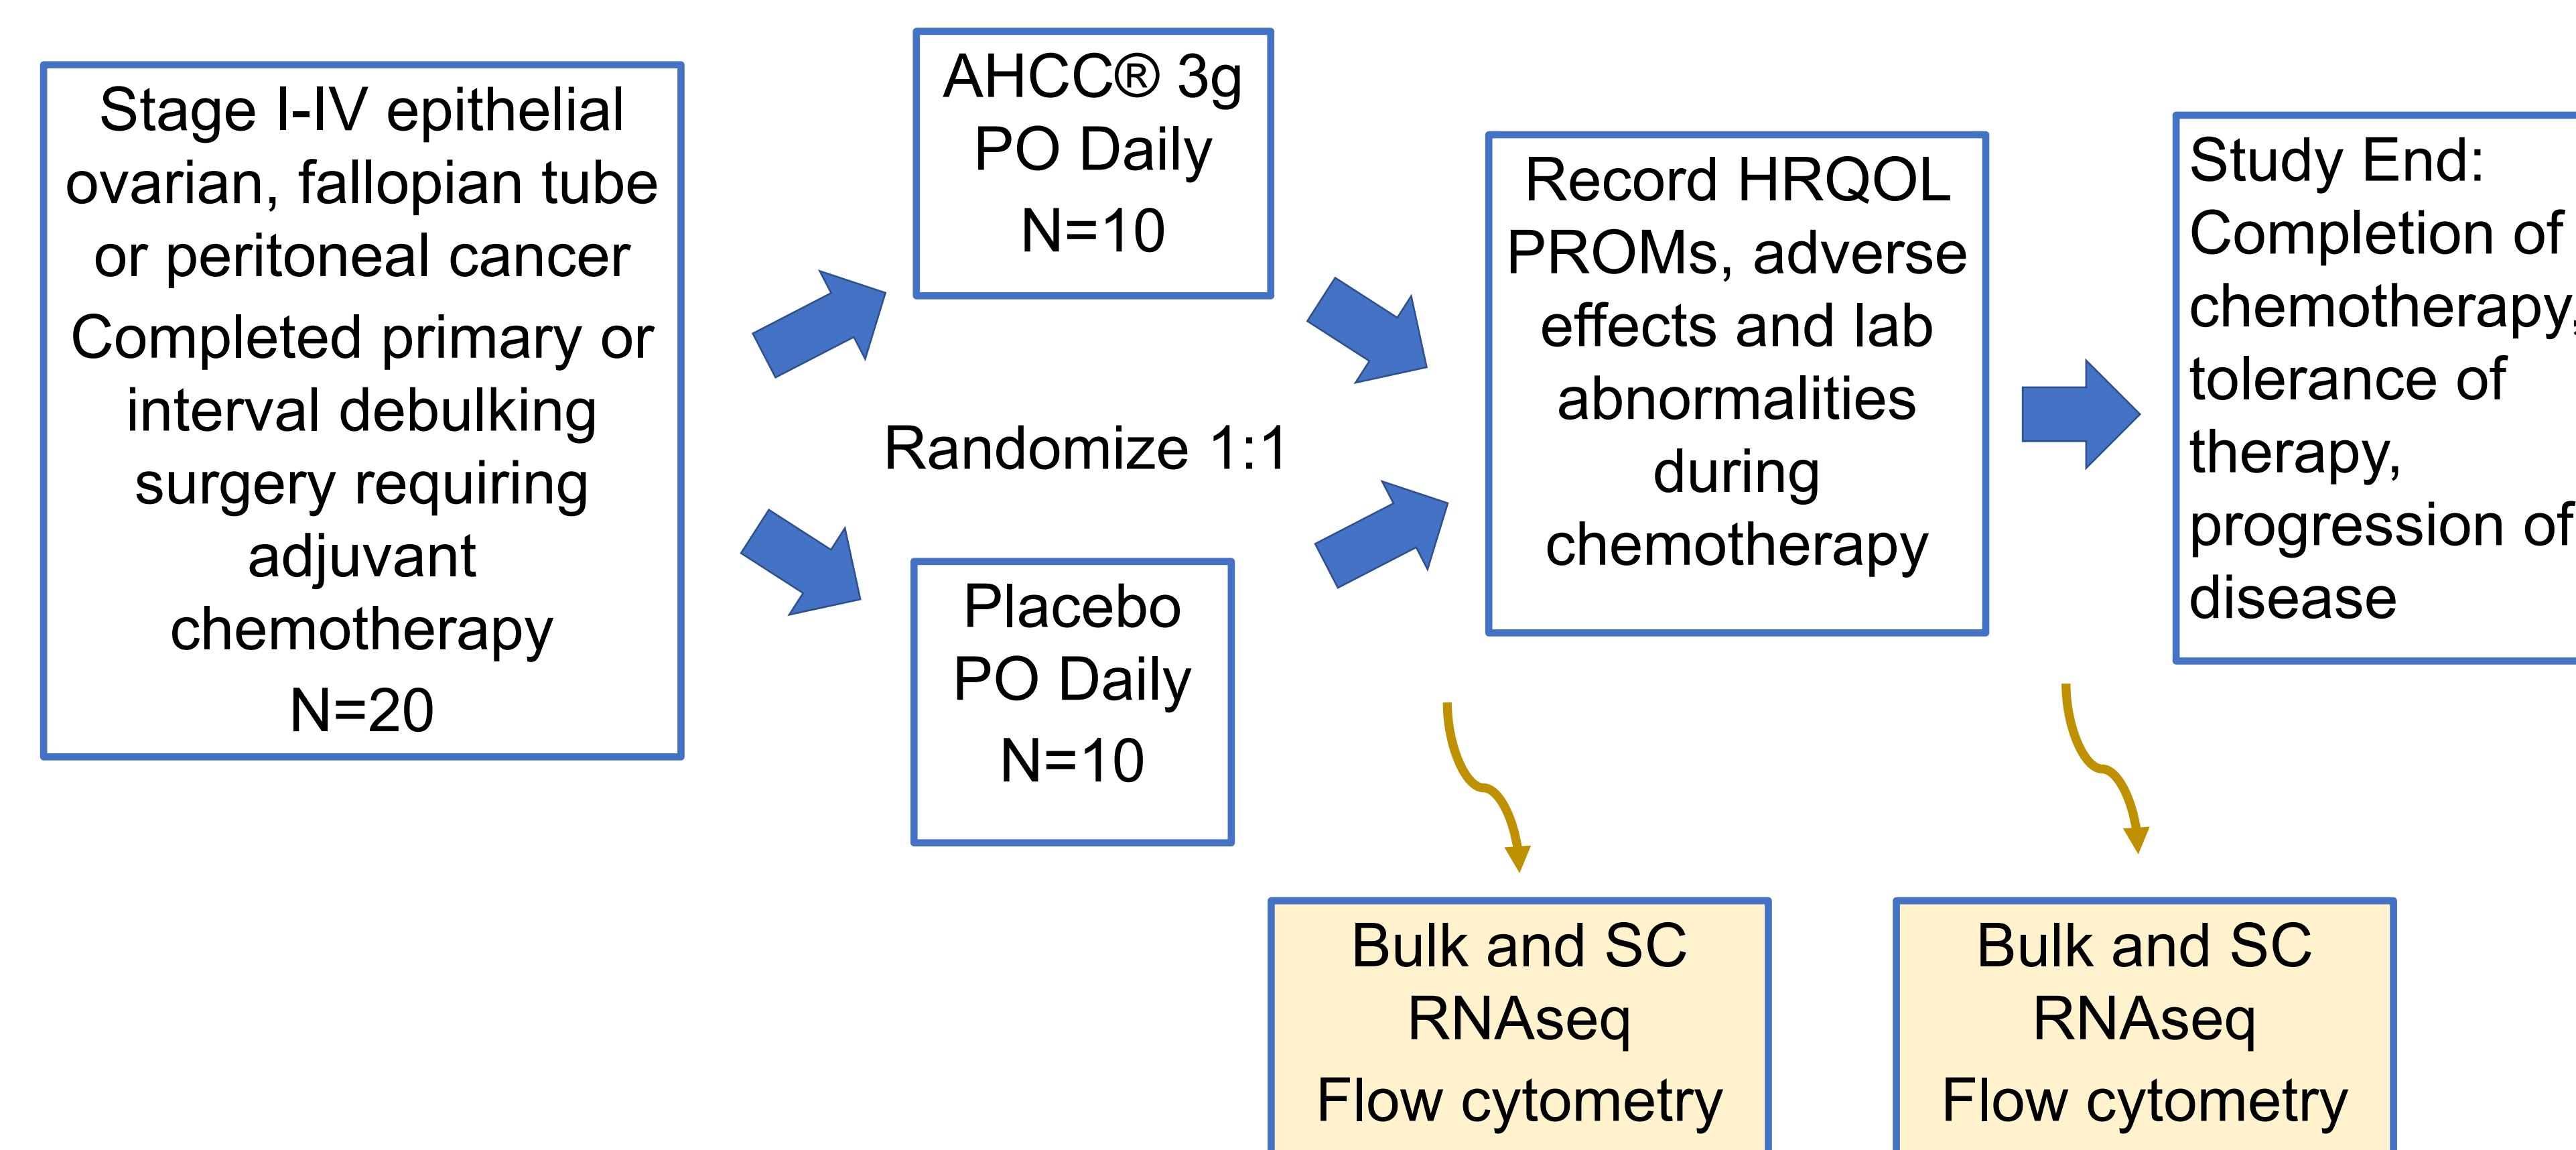 Stage I-IV epithelial
ovarian, fallopian tube
or peritoneal cancer
Completed primary or
interval debulking
surgery requiring
adjuvant
chemotherapy
N=20
AHCC® 3g
PO Daily
N=10
Randomize 1:1
Placebo
PO Daily
N=10
Record HRQOL
PROMs, adverse
effects and lab
abnormalities
during
chemotherapy
Study End:
Completion of
chemotherapy,
tolerance of
therapy,
progression of
disease
Bulk and SC
RNAseq
Flow cytometry
Bulk and SC
RNAseq
Flow cytometry